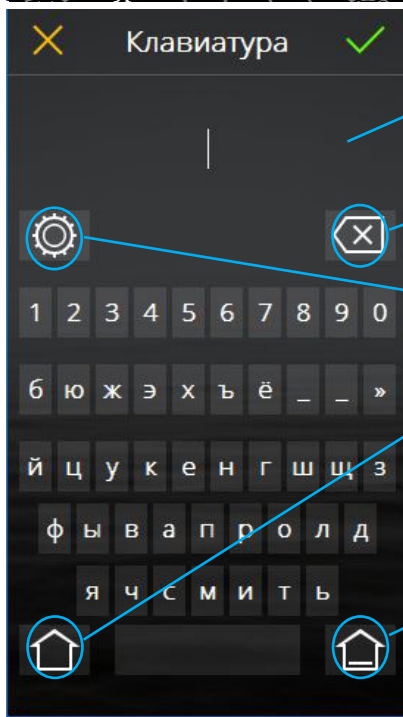 Клавиатура
1 2 3 4 5 6 7 8 9 0
б ю ж э х ъ ё _ _ »
й ц у к е н г ш щ з
ф ы в а п р о л д
я ч с м и т ь